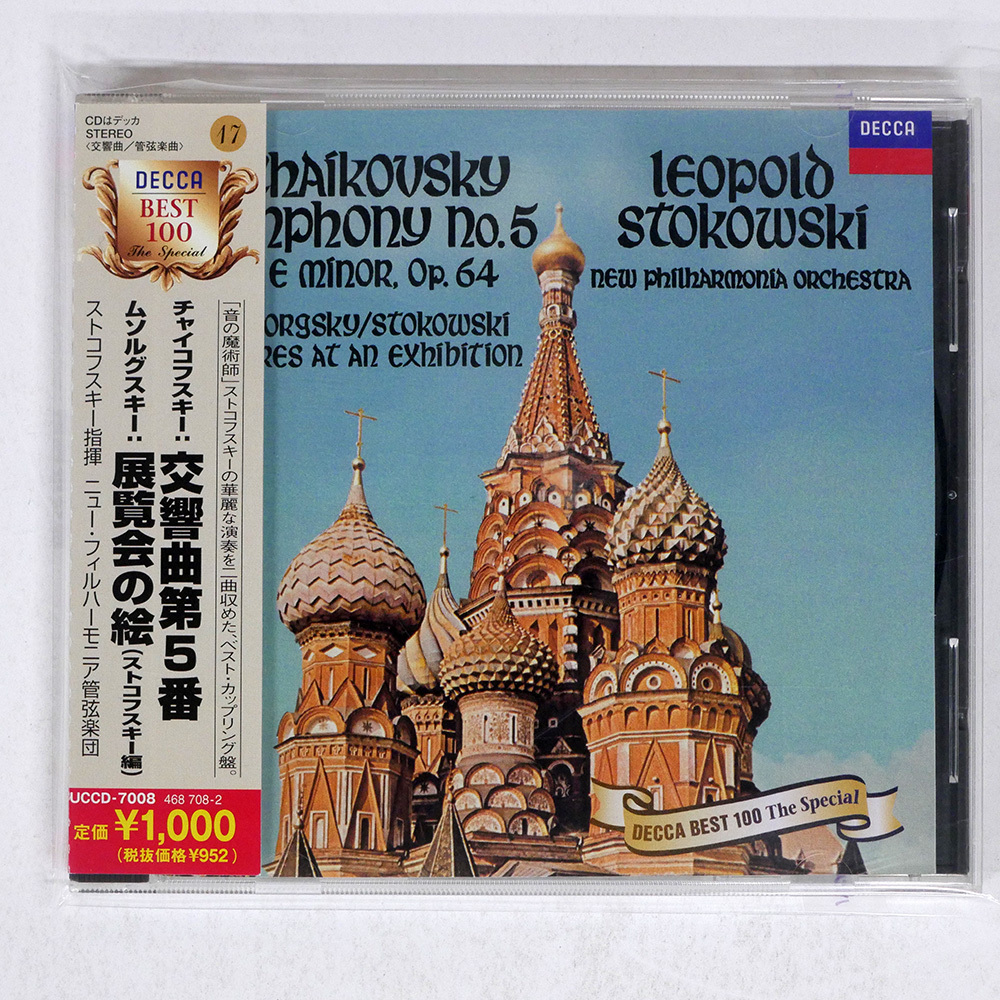 CDはデッカ
STEREO
〈交響曲／管弦楽曲〉
17
DECCA
BEST
100
The Special
「音の魔術師」ストコフスキーの華麗な演奏を二曲収めた、ベスト・カップリング盤。
チャイコフスキー：交響曲第5番
ムソルグスキー：展覧会の絵(ストコフスキー編)
ストコフスキー指揮 ニュー・フィルハーモニア管弦楽団
UCCD-7008 468 708-2
定価 ¥1,000
(税抜価格¥952)
haikovsky
mphony No. 5
E minor, Op. 64
orgsky/Stokowski
res at an Exhibition
Leopold
Stokowski
New Philharmonia Orchestra
DECCA
DECCA BEST 100 The Special